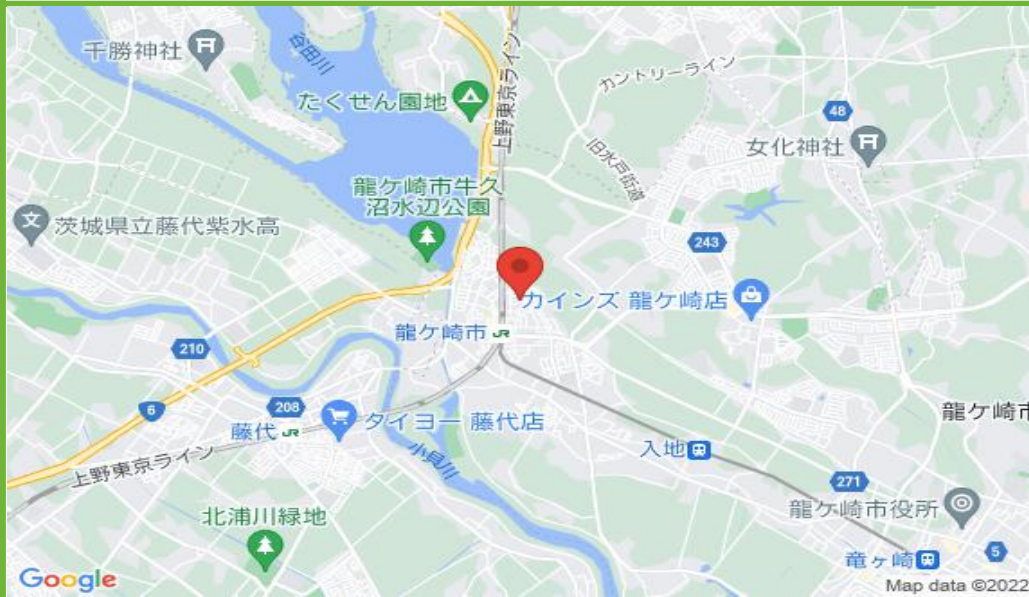 千勝神社
谷田川
上野東京ライン
カントリーライン
たくせん園地
48
女化神社
旧水戸街道
龍ケ崎市牛久
沼水辺公園
茨城県立藤代紫水高
243
カインズ 龍ケ崎店
龍ケ崎市 JR
210
6
208
藤代 JR
タイヨー 藤代店
龍ケ崎市
小貝川
入地
上野東京ライン
271
龍ケ崎市役所
北浦川緑地
5
竜ヶ崎
Google
Map data ©2022